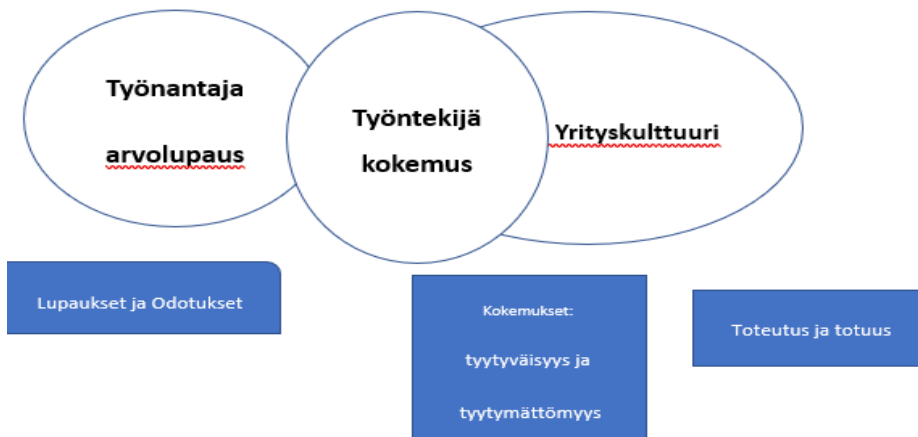 Työnantaja
arvolupaus
Työntekijä
kokemus
Yrityskulttuuri
Lupaukset ja Odotukset
Kokemukset:
tyytyväisyys ja
tyytymättömyys
Toteutus ja totuus